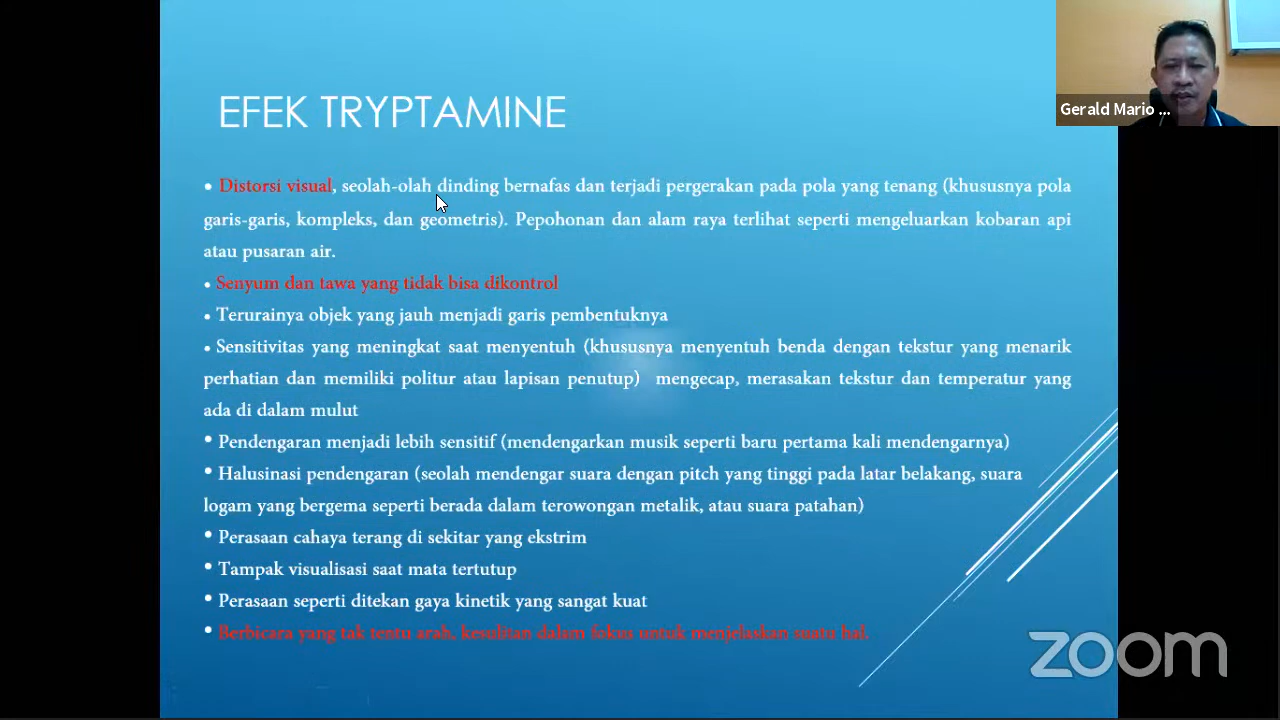 EFEK TRYPTAMINE
• Distorsi visual, seolah-olah dinding bernafas dan terjadi pergerakan pada pola yang tenang (khususnya pola
garis-garis, kompleks, dan geometris). Pepohonan dan alam raya terlihat seperti mengeluarkan kobaran api
atau pusaran air.
• Senyum dan tawa yang tidak bisa dikontrol
• Terurainya objek yang jauh menjadi garis pembentuknya
• Sensitivitas yang meningkat saat menyentuh (khususnya menyentuh benda dengan tekstur yang menarik
perhatian dan memiliki politur atau lapisan penutup) mengecap, merasakan tekstur dan temperatur yang
ada di dalam mulut
• Pendengaran menjadi lebih sensitif (mendengarkan musik seperti baru pertama kali mendengarnya)
• Halusinasi pendengaran (seolah mendengar suara dengan pitch yang tinggi pada latar belakang, suara
logam yang bergema seperti berada dalam terowongan metalik, atau suara patahan)
• Perasaan cahaya terang di sekitar yang ekstrim
• Tampak visualisasi saat mata tertutup
• Perasaan seperti ditekan gaya kinetik yang sangat kuat
• Berbicara yang tak tentu arah, kesulitan dalam fokus untuk menjelaskan suatu hal.
Gerald Mario ...
zoom